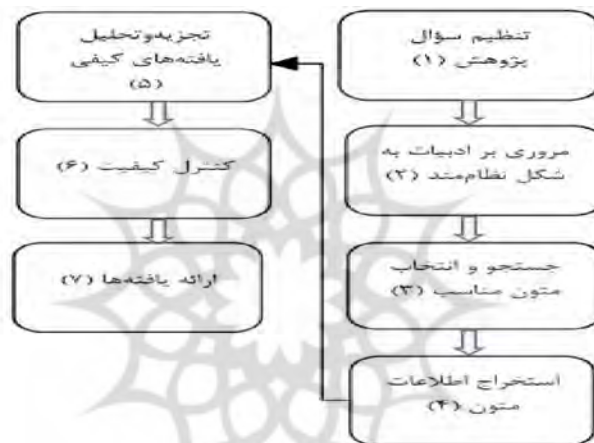 تنظیم سؤال
پژوهش (۱)
مروری بر ادبیات به
شکل نظام‌مند (۲)
جستجو و انتخاب
متون مناسب (۳)
استخراج اطلاعات
متون (۴)
تجزیه‌وتحلیل
یافته‌های کیفی
(۵)
کنترل کیفیت (۶)
ارائه یافته‌ها (۷)